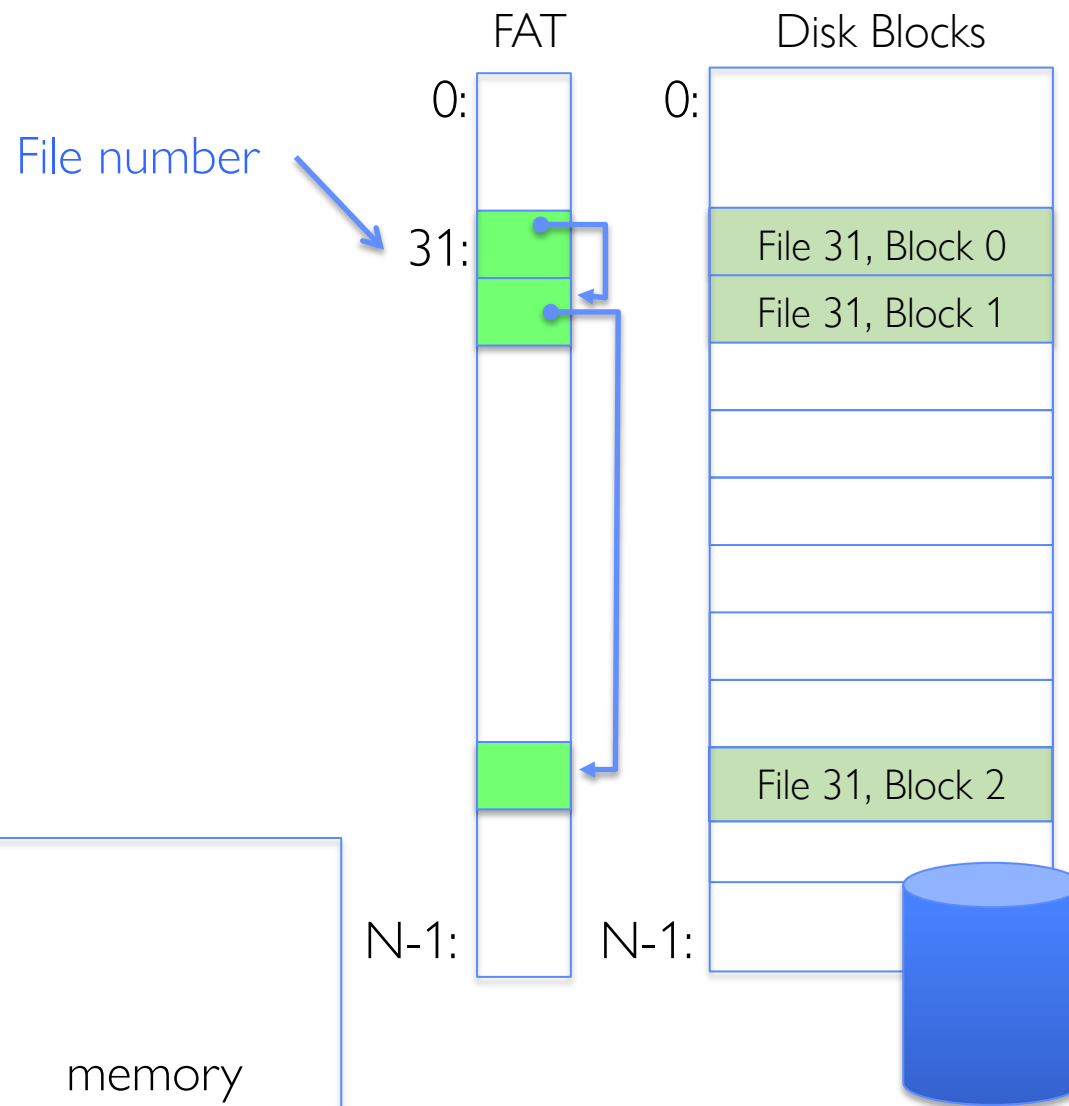 FAT
Disk Blocks
0:
0:
File number
31:
File 31, Block 0
File 31, Block 1
File 31, Block 2
N-1:
N-1:
memory